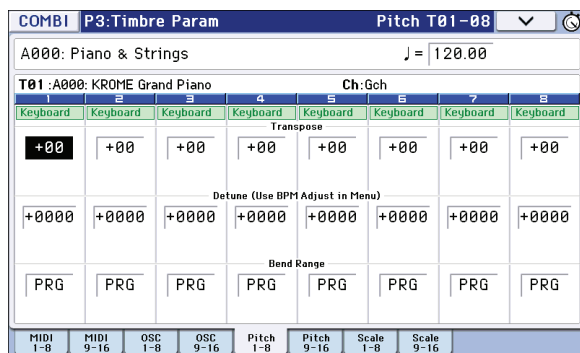 COMBI P3:Timbre Param Pitch T01-08
A000: Piano & Strings ♩= 120.00
T01 :A000: KROME Grand Piano Ch:Gch
1 2 3 4 5 6 7 8
Keyboard Keyboard Keyboard Keyboard Keyboard Keyboard Keyboard Keyboard
Transpose
+00 +00 +00 +00 +00 +00 +00 +00
Detune (Use BPM Adjust in Menu)
+0000 +0000 +0000 +0000 +0000 +0000 +0000 +0000
Bend Range
PRG PRG PRG PRG PRG PRG PRG PRG
MIDI MIDI OSC OSC Pitch Pitch Scale Scale
1-8 9-16 1-8 9-16 1-8 9-16 1-8 9-16